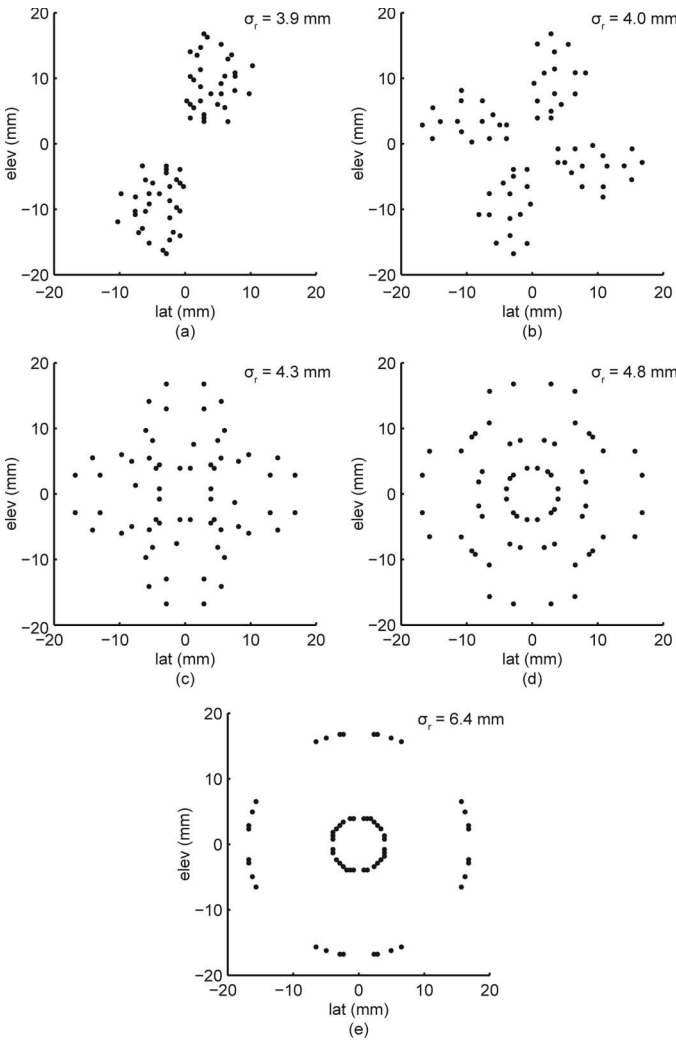 20
σr = 3.9 mm
10
elev (mm)
0
−10
−20
−20 −10 0 10 20
lat (mm)
(a)
20
σr = 4.0 mm
10
elev (mm)
0
−10
−20
−20 −10 0 10 20
lat (mm)
(b)
20
σr = 4.3 mm
10
elev (mm)
0
−10
−20
−20 −10 0 10 20
lat (mm)
(c)
20
σr = 4.8 mm
10
elev (mm)
0
−10
−20
−20 −10 0 10 20
lat (mm)
(d)
20
σr = 6.4 mm
10
elev (mm)
0
−10
−20
−20 −10 0 10 20
lat (mm)
(e)